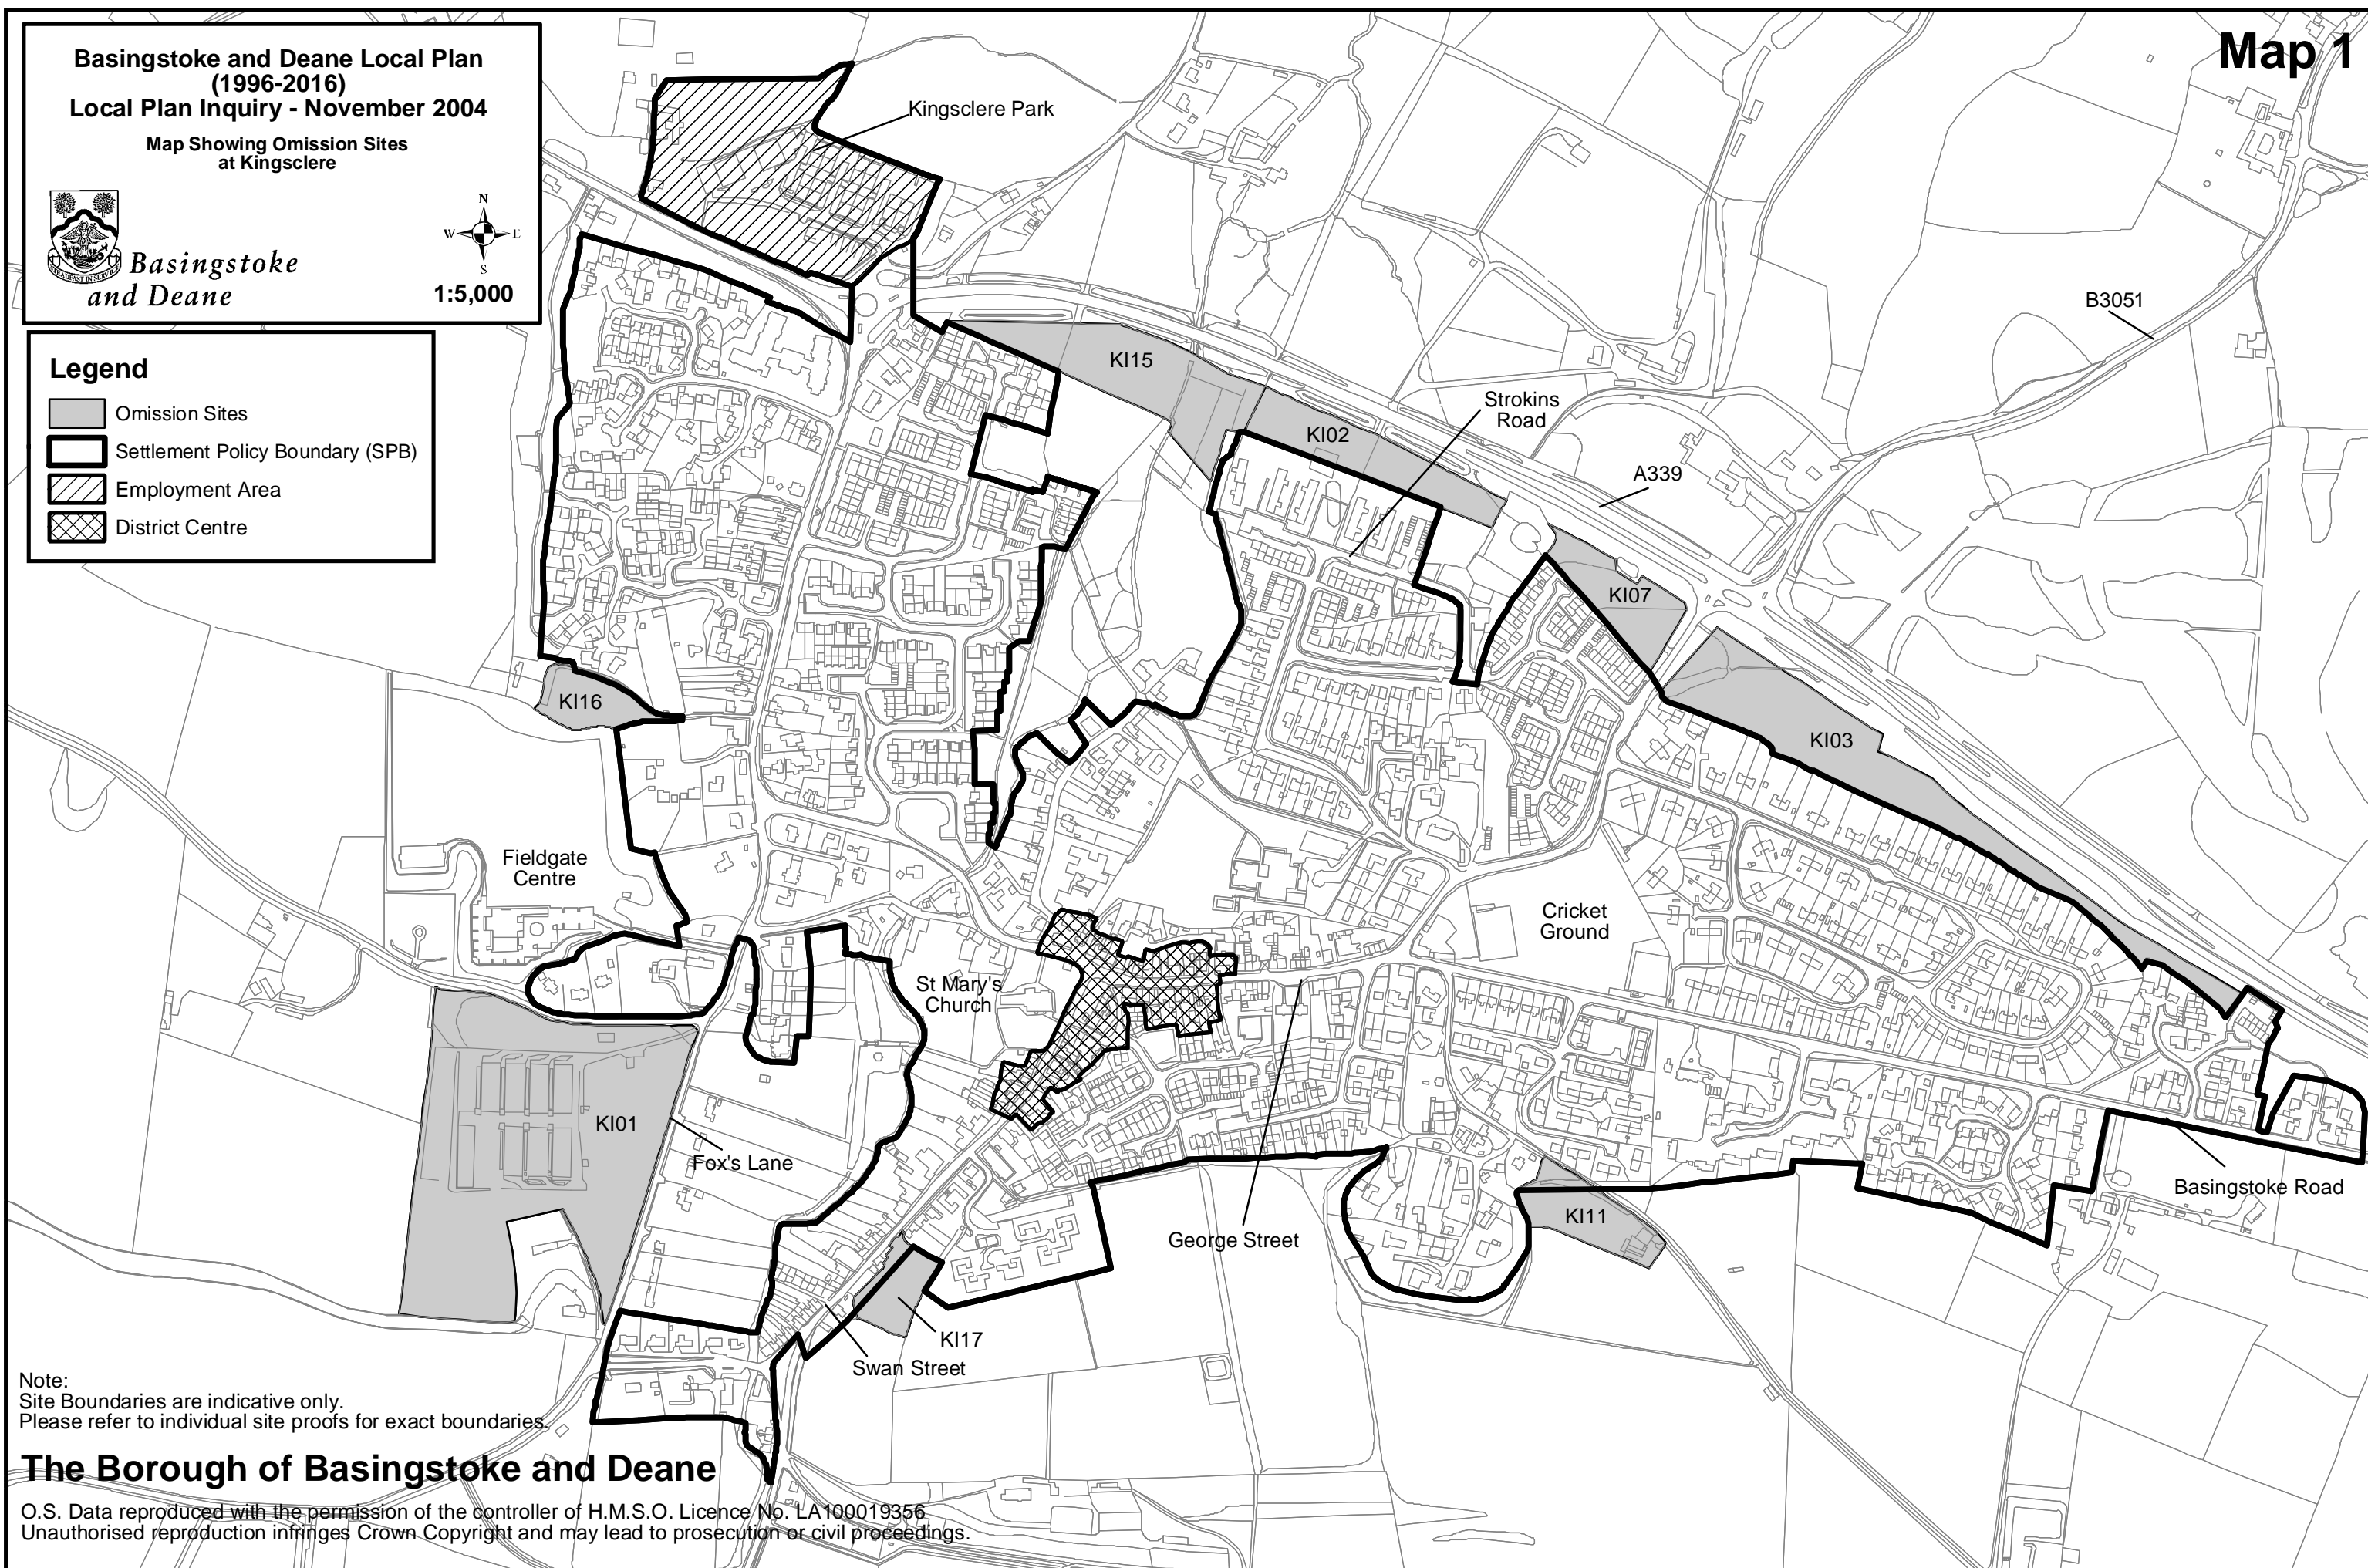 Map 1
Basingstoke and Deane Local Plan
(1996-2016)
Local Plan Inquiry - November 2004
Map Showing Omission Sites
at Kingsclere
N
W E
S
STEADFAST IN SERVICE
Basingstoke
and Deane
1:5,000
Legend
Omission Sites
Settlement Policy Boundary (SPB)
Employment Area
District Centre
Kingsclere Park
B3051
KI15
Strokins
Road
KI02
A339
KI07
KI16
KI03
Fieldgate
Centre
Cricket
Ground
St Mary's
Church
KI01
Fox's Lane
Basingstoke Road
KI11
George Street
KI17
Swan Street
Note:
Site Boundaries are indicative only.
Please refer to individual site proofs for exact boundaries.
The Borough of Basingstoke and Deane
O.S. Data reproduced with the permission of the controller of H.M.S.O. Licence No. LA100019356
Unauthorised reproduction infringes Crown Copyright and may lead to prosecution or civil proceedings.